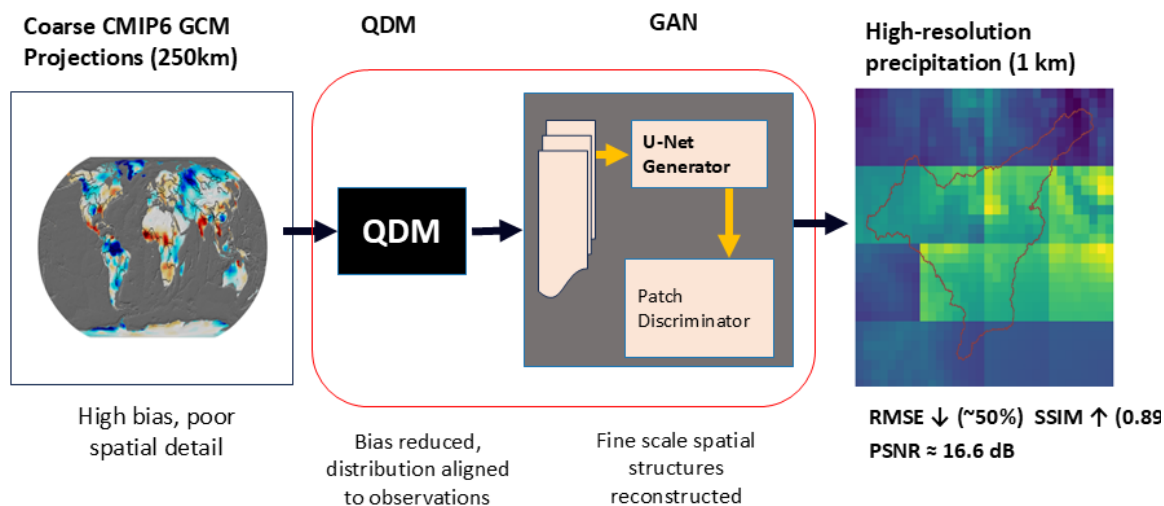 Coarse CMIP6 GCM
Projections (250km)
QDM
GAN
High-resolution
precipitation (1 km)
QDM
U-Net
Generator
Patch
Discriminator
High bias, poor
spatial detail
Bias reduced,
distribution aligned
to observations
Fine scale spatial
structures
reconstructed
RMSE ↓ (~50%) SSIM ↑ (0.89
PSNR ≈ 16.6 dB